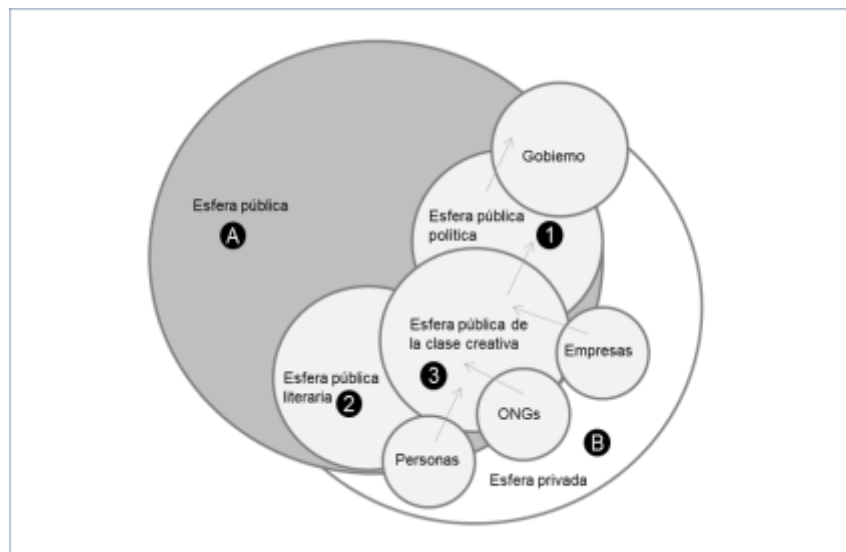 Gobierno
Esfera pública
A
Esfera pública
política
1
Esfera pública de
la clase creativa
3
Empresas
Esfera pública
literaria
2
ONGs
B
Personas
Esfera privada